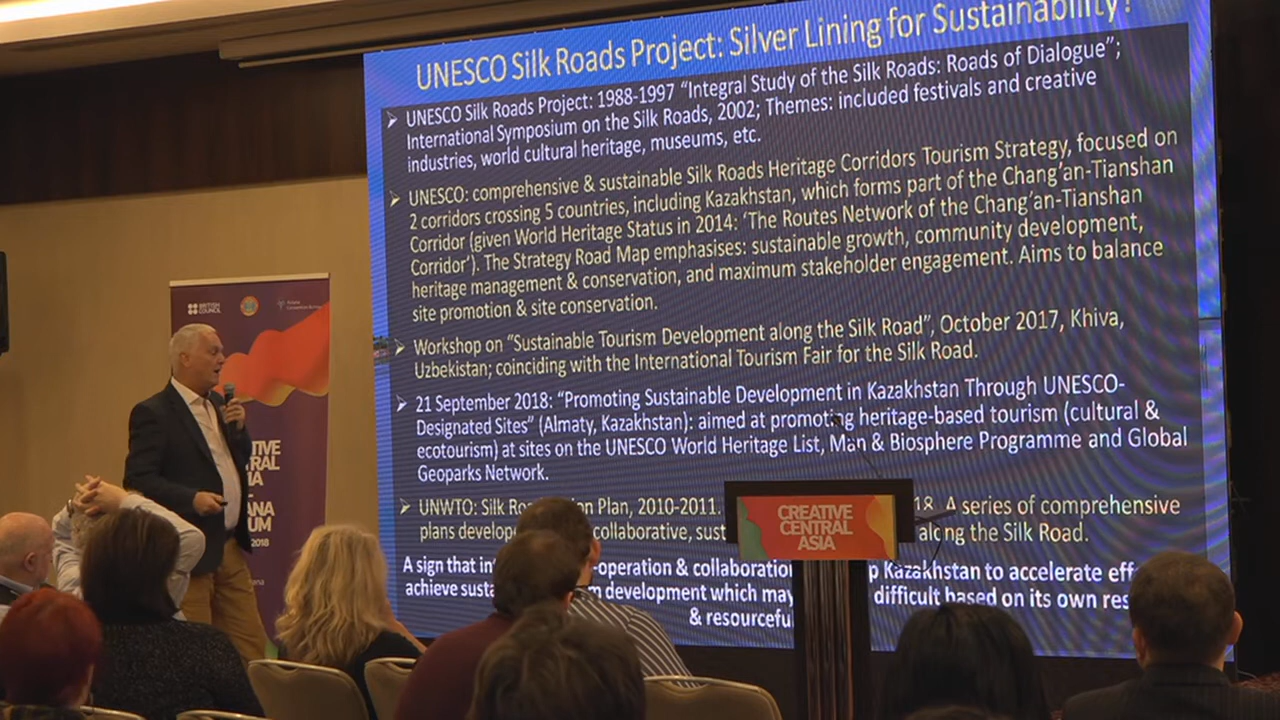 UNESCO Silk Roads Project: Silver Lining for Sustainability?
➢ UNESCO Silk Roads Project: 1988-1997 “Integral Study of the Silk Roads: Roads of Dialogue”;
International Symposium on the Silk Roads, 2002; Themes: included festivals and creative
industries, world cultural heritage, museums, etc.
➢ UNESCO: comprehensive & sustainable Silk Roads Heritage Corridors Tourism Strategy, focused on
2 corridors crossing 5 countries, including Kazakhstan, which forms part of the Chang’an-Tianshan
Corridor (given World Heritage Status in 2014: ‘The Routes Network of the Chang’an-Tianshan
Corridor’). The Strategy Road Map emphasises: sustainable growth, community development,
heritage management & conservation, and maximum stakeholder engagement. Aims to balance
site promotion & site conservation.
➢ Workshop on “Sustainable Tourism Development along the Silk Road”, October 2017, Khiva,
Uzbekistan; coinciding with the International Tourism Fair for the Silk Road.
➢ 21 September 2018: “Promoting Sustainable Development in Kazakhstan Through UNESCO-
Designated Sites” (Almaty, Kazakhstan): aimed at promoting heritage-based tourism (cultural &
ecotourism) at sites on the UNESCO World Heritage List, Man & Biosphere Programme and Global
Geoparks Network.
➢ UNWTO: Silk Plan, 2010-2011. A series of comprehensive
plans collaborative, along the Silk Road.
A sign that -operation & Kazakhstan to accelerate
achieve development which may difficult based on its own
&
BRITISH
COUNCIL
2018
CREATIVE
CENTRAL
ASIA